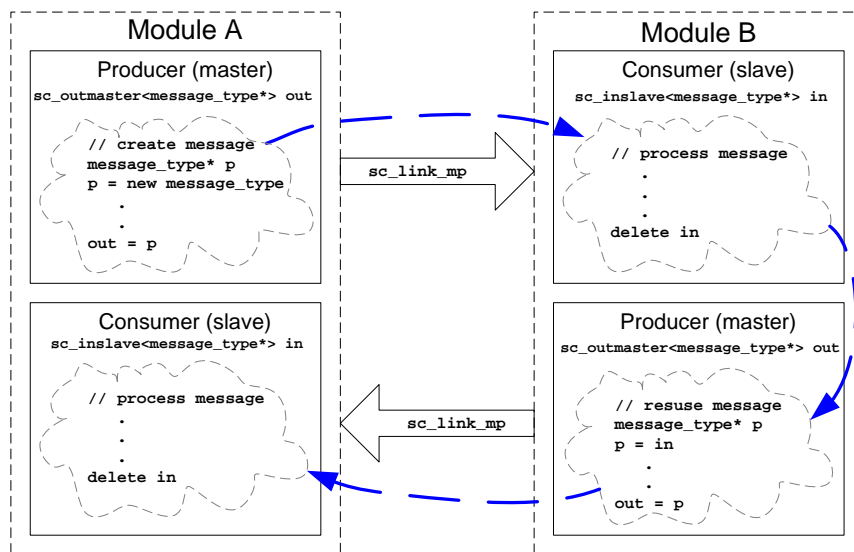 Module A
Producer (master)
sc_outmaster<message_type*> out
// create message
message_type* p
p = new message_type
.
.
out = p
Consumer (slave)
sc_inslave<message_type*> in
// process message
.
.
.
delete in
sc_link_mp
sc_link_mp
Module B
Consumer (slave)
sc_inslave<message_type*> in
// process message
.
.
.
delete in
Producer (master)
sc_outmaster<message_type*> out
// resuse message
message_type* p
p = in
.
.
out = p